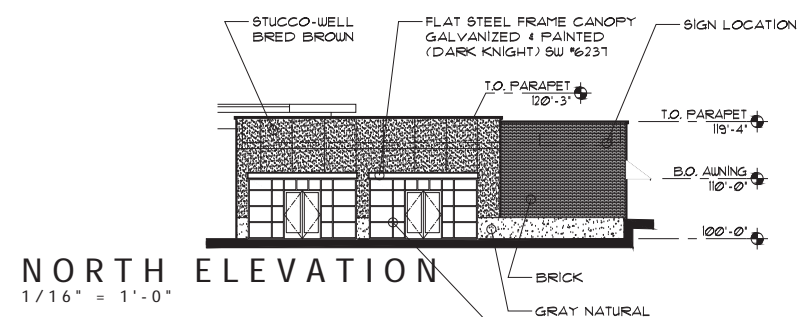 STUCCO-WELL
BRED BROWN
FLAT STEEL FRAME CANOPY
GALVANIZED & PAINTED
(DARK KNIGHT) SW #6237
SIGN LOCATION
T.O. PARAPET
120'-3"
T.O. PARAPET
119'-4"
B.O. AWNING
110'-0"
100'-0"
BRICK
GRAY NATURAL
NORTH ELEVATION
1/16" = 1'-0"